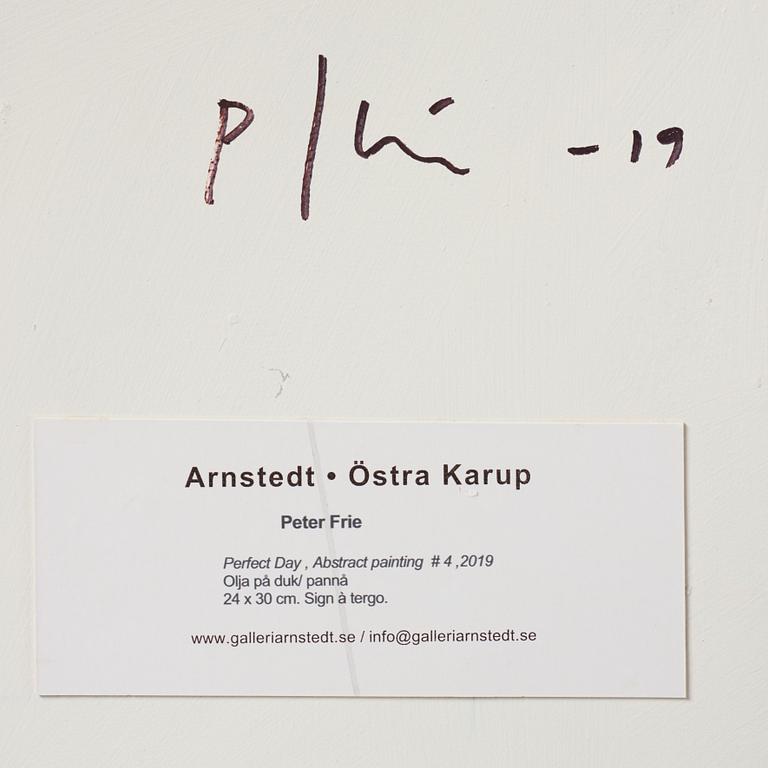 P / Fri -19
Arnstedt • Östra Karup
Peter Frie
Perfect Day , Abstract painting # 4 ,2019
Olja på duk/ pannå
24 x 30 cm. Sign à tergo.
www.galleriarnstedt.se / info@galleriarnstedt.se